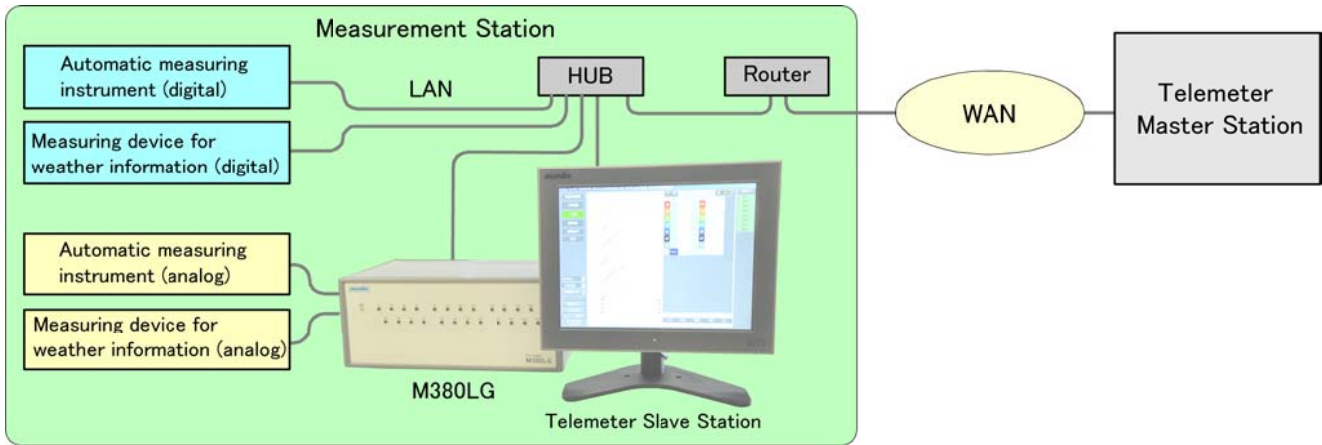 Measurement Station
Automatic measuring
instrument (digital)
LAN
HUB
Router
WAN
Telemeter
Master Station
Measuring device for
weather information (digital)
Automatic measuring
instrument (analog)
Measuring device for
weather information (analog)
M380LG
M380LG
Telemeter Slave Station